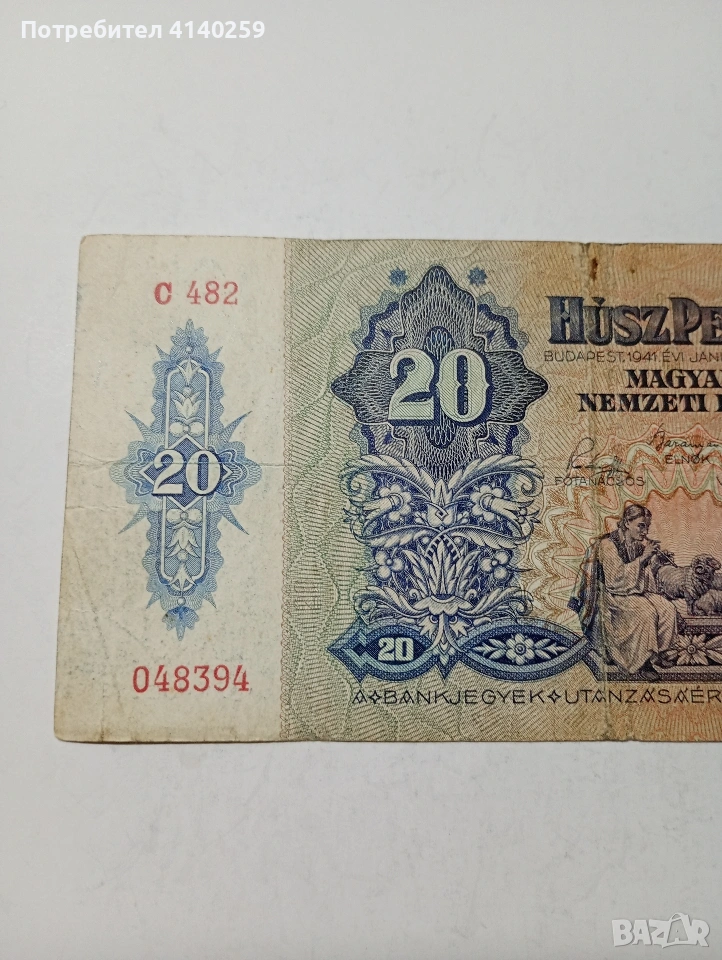 Потребител 4140259
C 482
20
20
HÚSZ PE
BUDAPEST, 1941. ÉVI JAN
MAGYA
NEMZETI
ELNÖK
FŐTANÁCSOS
20
048394
A BANKJEGYEK UTÁNZÁSÁÉR
BAZAR